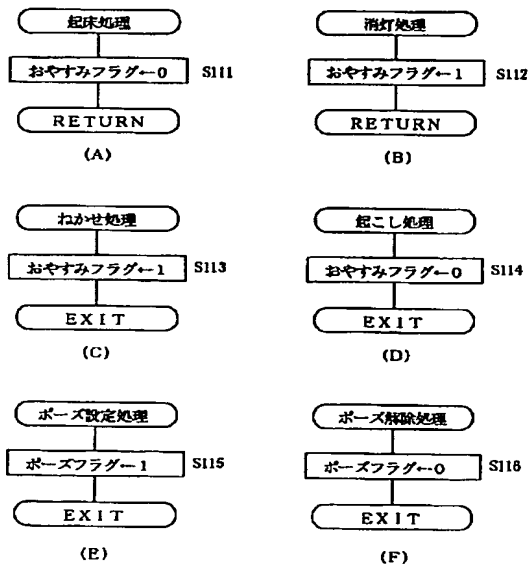 起床処理
おやすみフラグ←0 S111
RETURN
(A)
消灯処理
おやすみフラグ←1 S112
RETURN
(B)
ねかせ処理
おやすみフラグ←1 S113
EXIT
(C)
起こし処理
おやすみフラグ←0 S114
EXIT
(D)
ポーズ設定処理
ポーズフラグ←1 S115
EXIT
(E)
ポーズ解除処理
ポーズフラグ←0 S116
EXIT
(F)